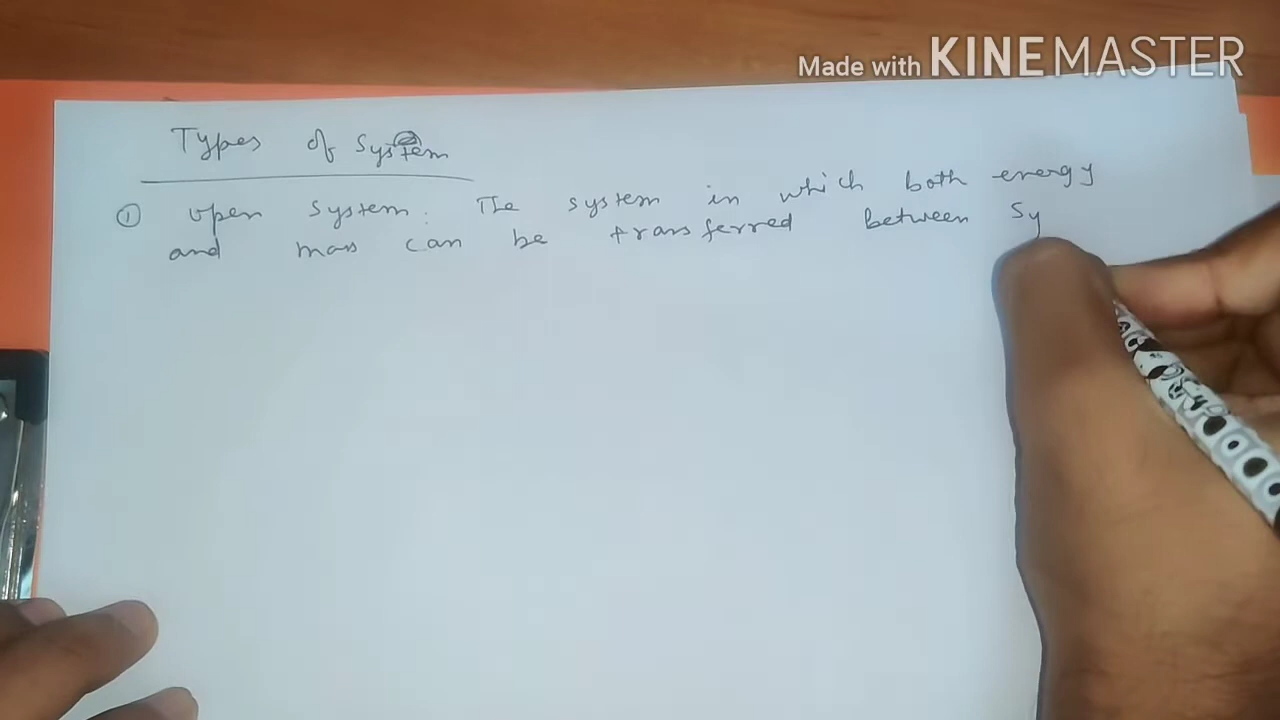 Made with KINEMASTER
Types of System
① open system: The system in which both energy
and mass can be transferred between Sy